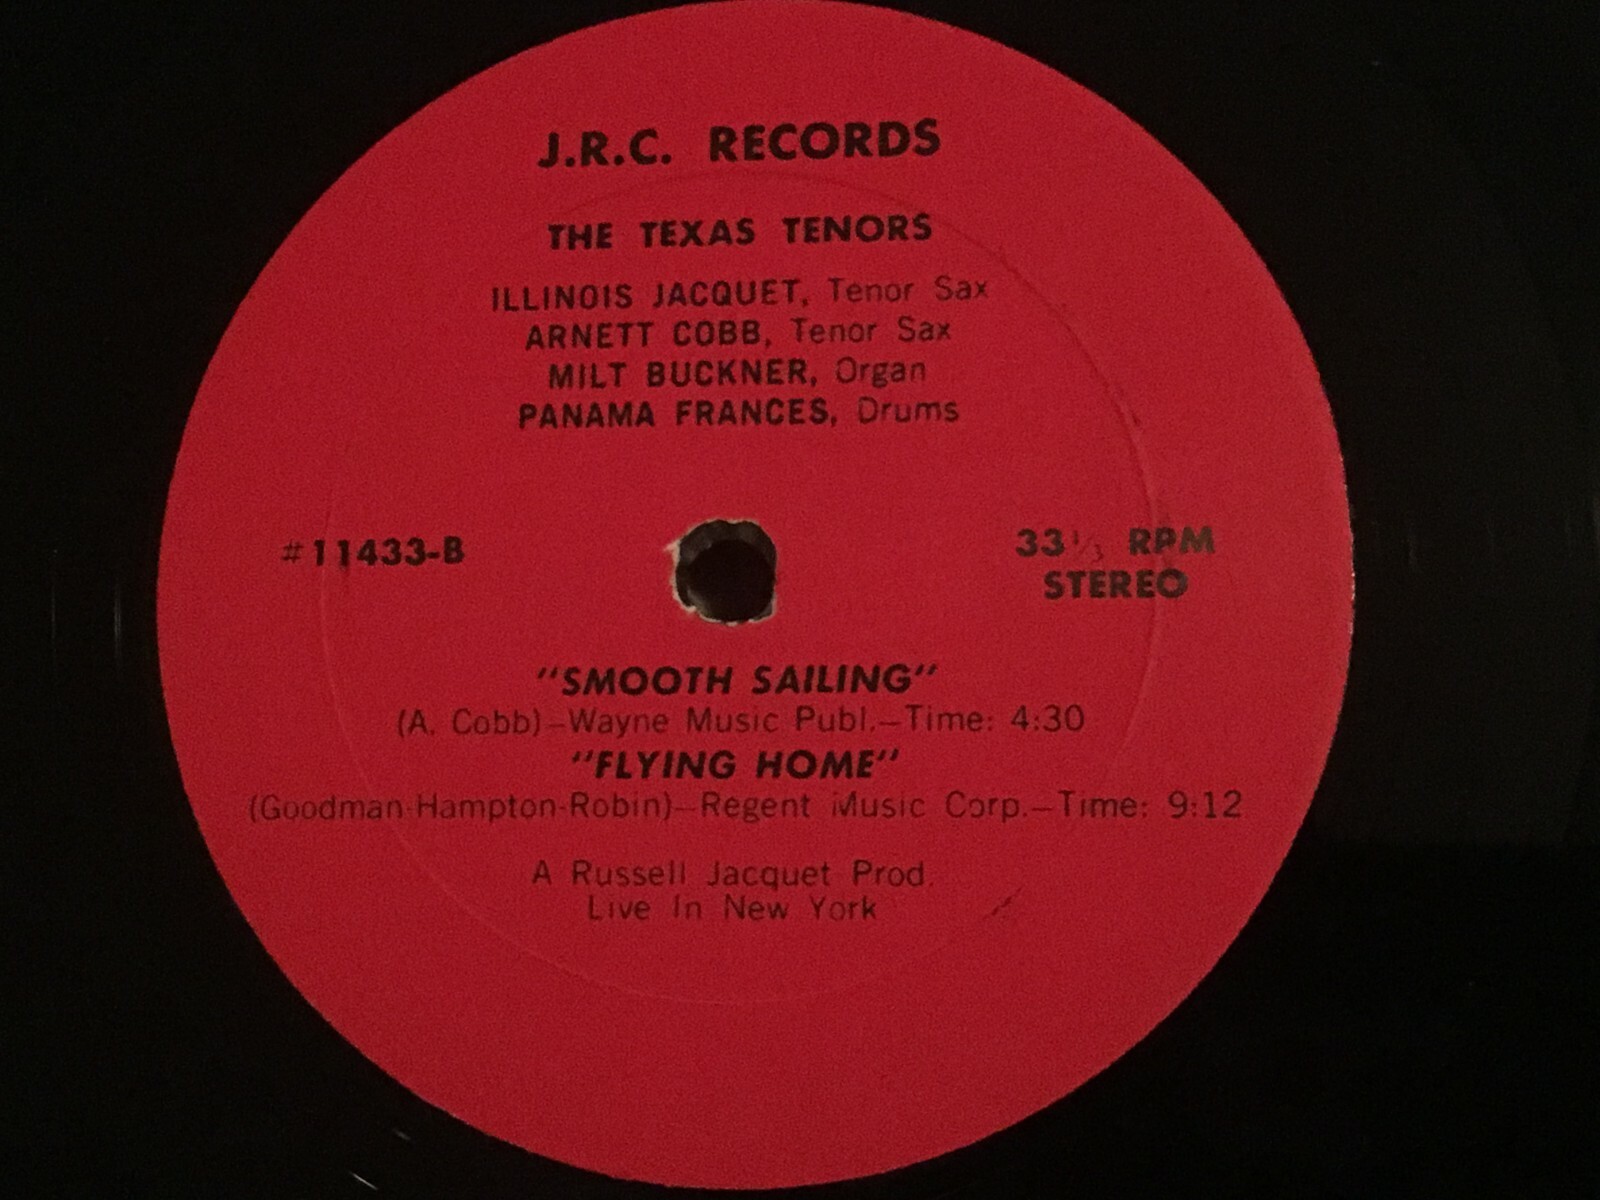 J.R.C. RECORDS
THE TEXAS TENORS
ILLINOIS JACQUET, Tenor Sax
ARNETT COBB, Tenor Sax
MILT BUCKNER, Organ
PANAMA FRANCES, Drums
#11433-B
33⅓ RPM
STEREO
"SMOOTH SAILING"
(A. Cobb)—Wayne Music Publ.—Time: 4:30
"FLYING HOME"
(Goodman-Hampton-Robin)—Regent Music Corp.—Time: 9:12
A Russell Jacquet Prod.
Live In New York